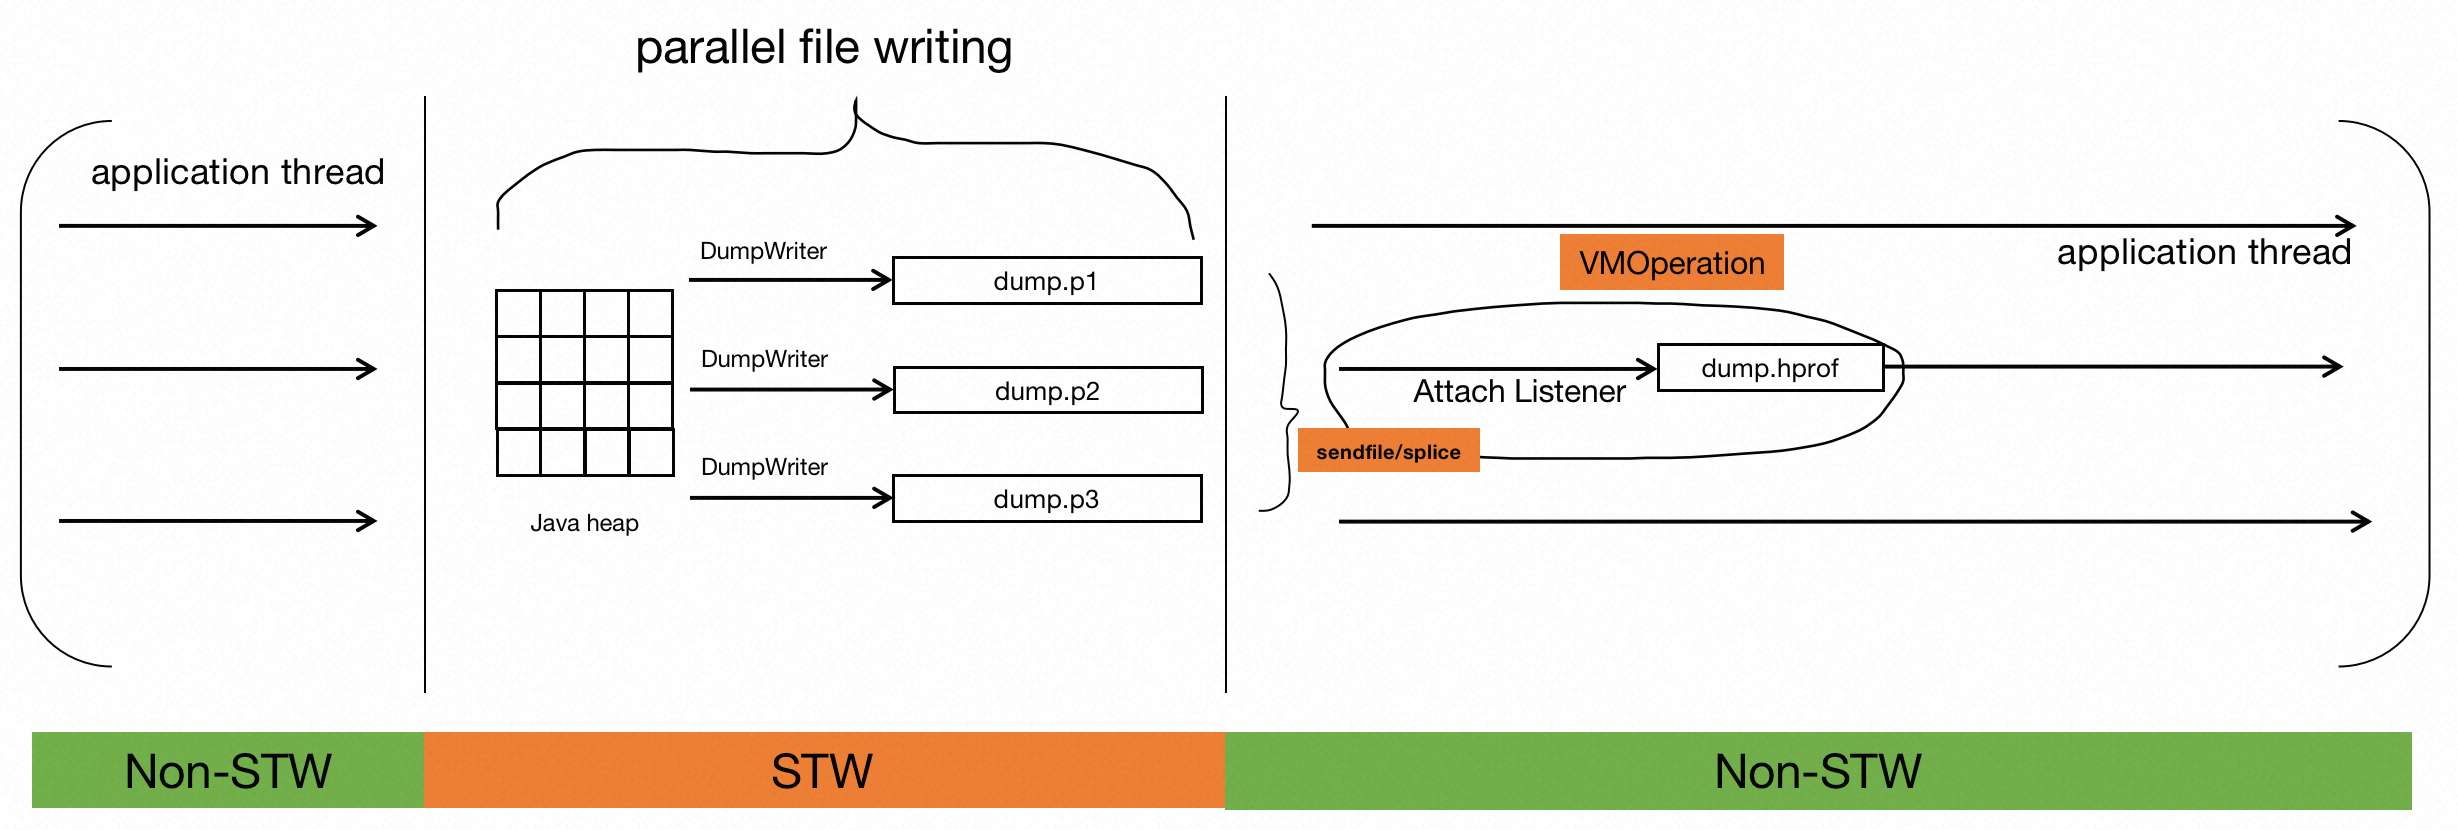 parallel file writing
application thread
DumpWriter
dump.p1
DumpWriter
dump.p2
DumpWriter
dump.p3
Java heap
VMOperation
application thread
dump.hprof
Attach Listener
sendfile/splice
Non-STW
STW
Non-STW